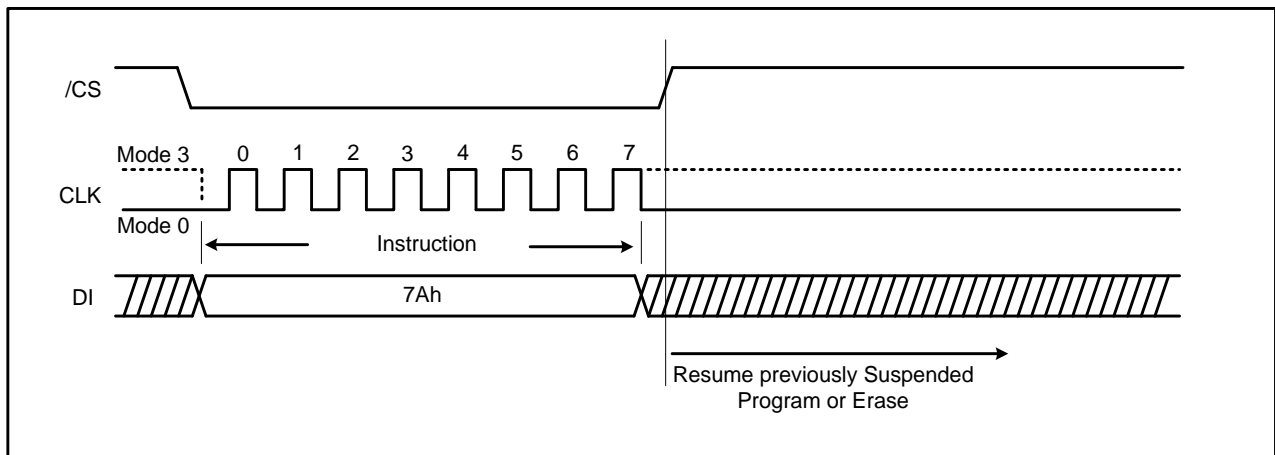 /CS
Mode 3
0 1 2 3 4 5 6 7
CLK
Mode 0
Instruction
DI
7Ah
Resume previously Suspended
Program or Erase